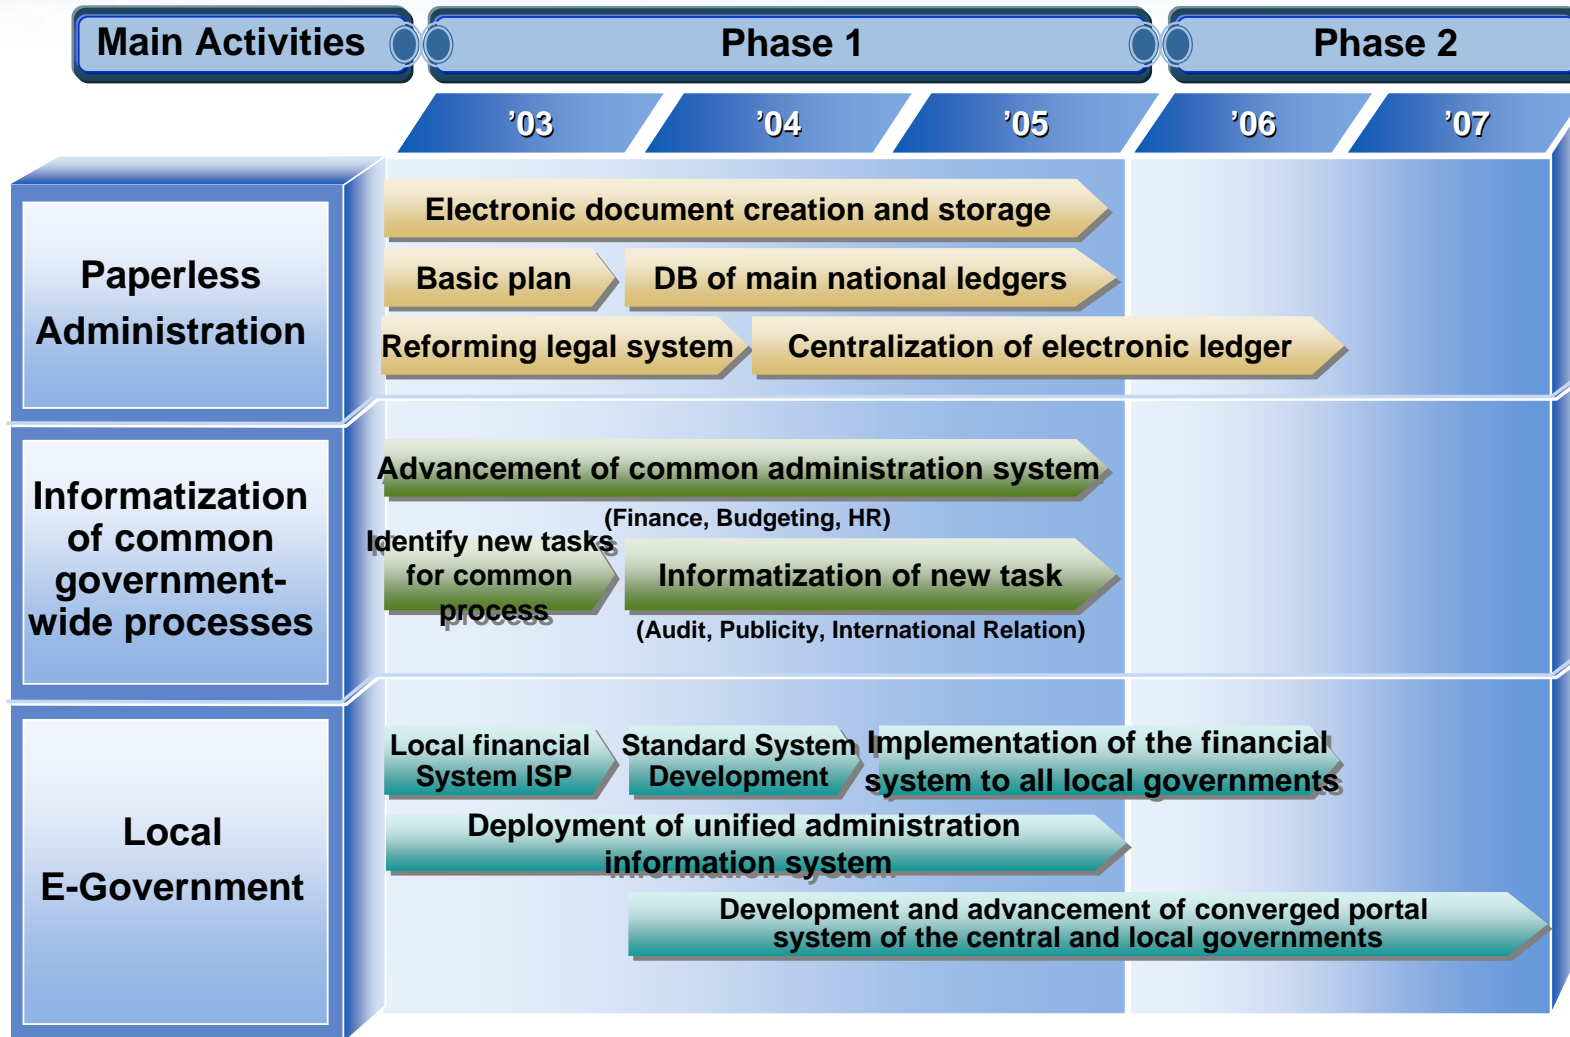 Main Activities
Phase 1
Phase 2
’03
’04
’05
’06
’07
Paperless
Administration
Electronic document creation and storage
Basic plan
DB of main national ledgers
Reforming legal system
Centralization of electronic ledger
Informatization
of common
government-
wide processes
Advancement of common administration system
(Finance, Budgeting, HR)
Identify new tasks
for common
process
Informatization of new task
(Audit, Publicity, International Relation)
Local
E-Government
Local financial
System ISP
Standard System
Development
Implementation of the financial
system to all local governments
Deployment of unified administration
information system
Development and advancement of converged portal
system of the central and local governments